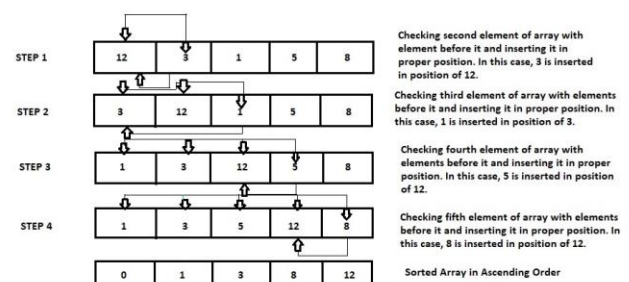 Checking second element of array with
element before it and inserting it in
proper position. In this case, 3 is inserted
in position of 12.
STEP 1 12 3 1 5 8
Checking third element of array with elements
before it and inserting it in proper position. In
this case, 1 is inserted in position of 3.
STEP 2 3 12 1 5 8
Checking fourth element of array with
elements before it and inserting it in proper
position. In this case, 5 is inserted in position
of 12.
STEP 3 1 3 12 5 8
Checking fifth element of array with elements
before it and inserting it in proper position. In
this case, 8 is inserted in position of 12.
STEP 4 1 3 5 12 8
0 1 3 8 12 Sorted Array in Ascending Order